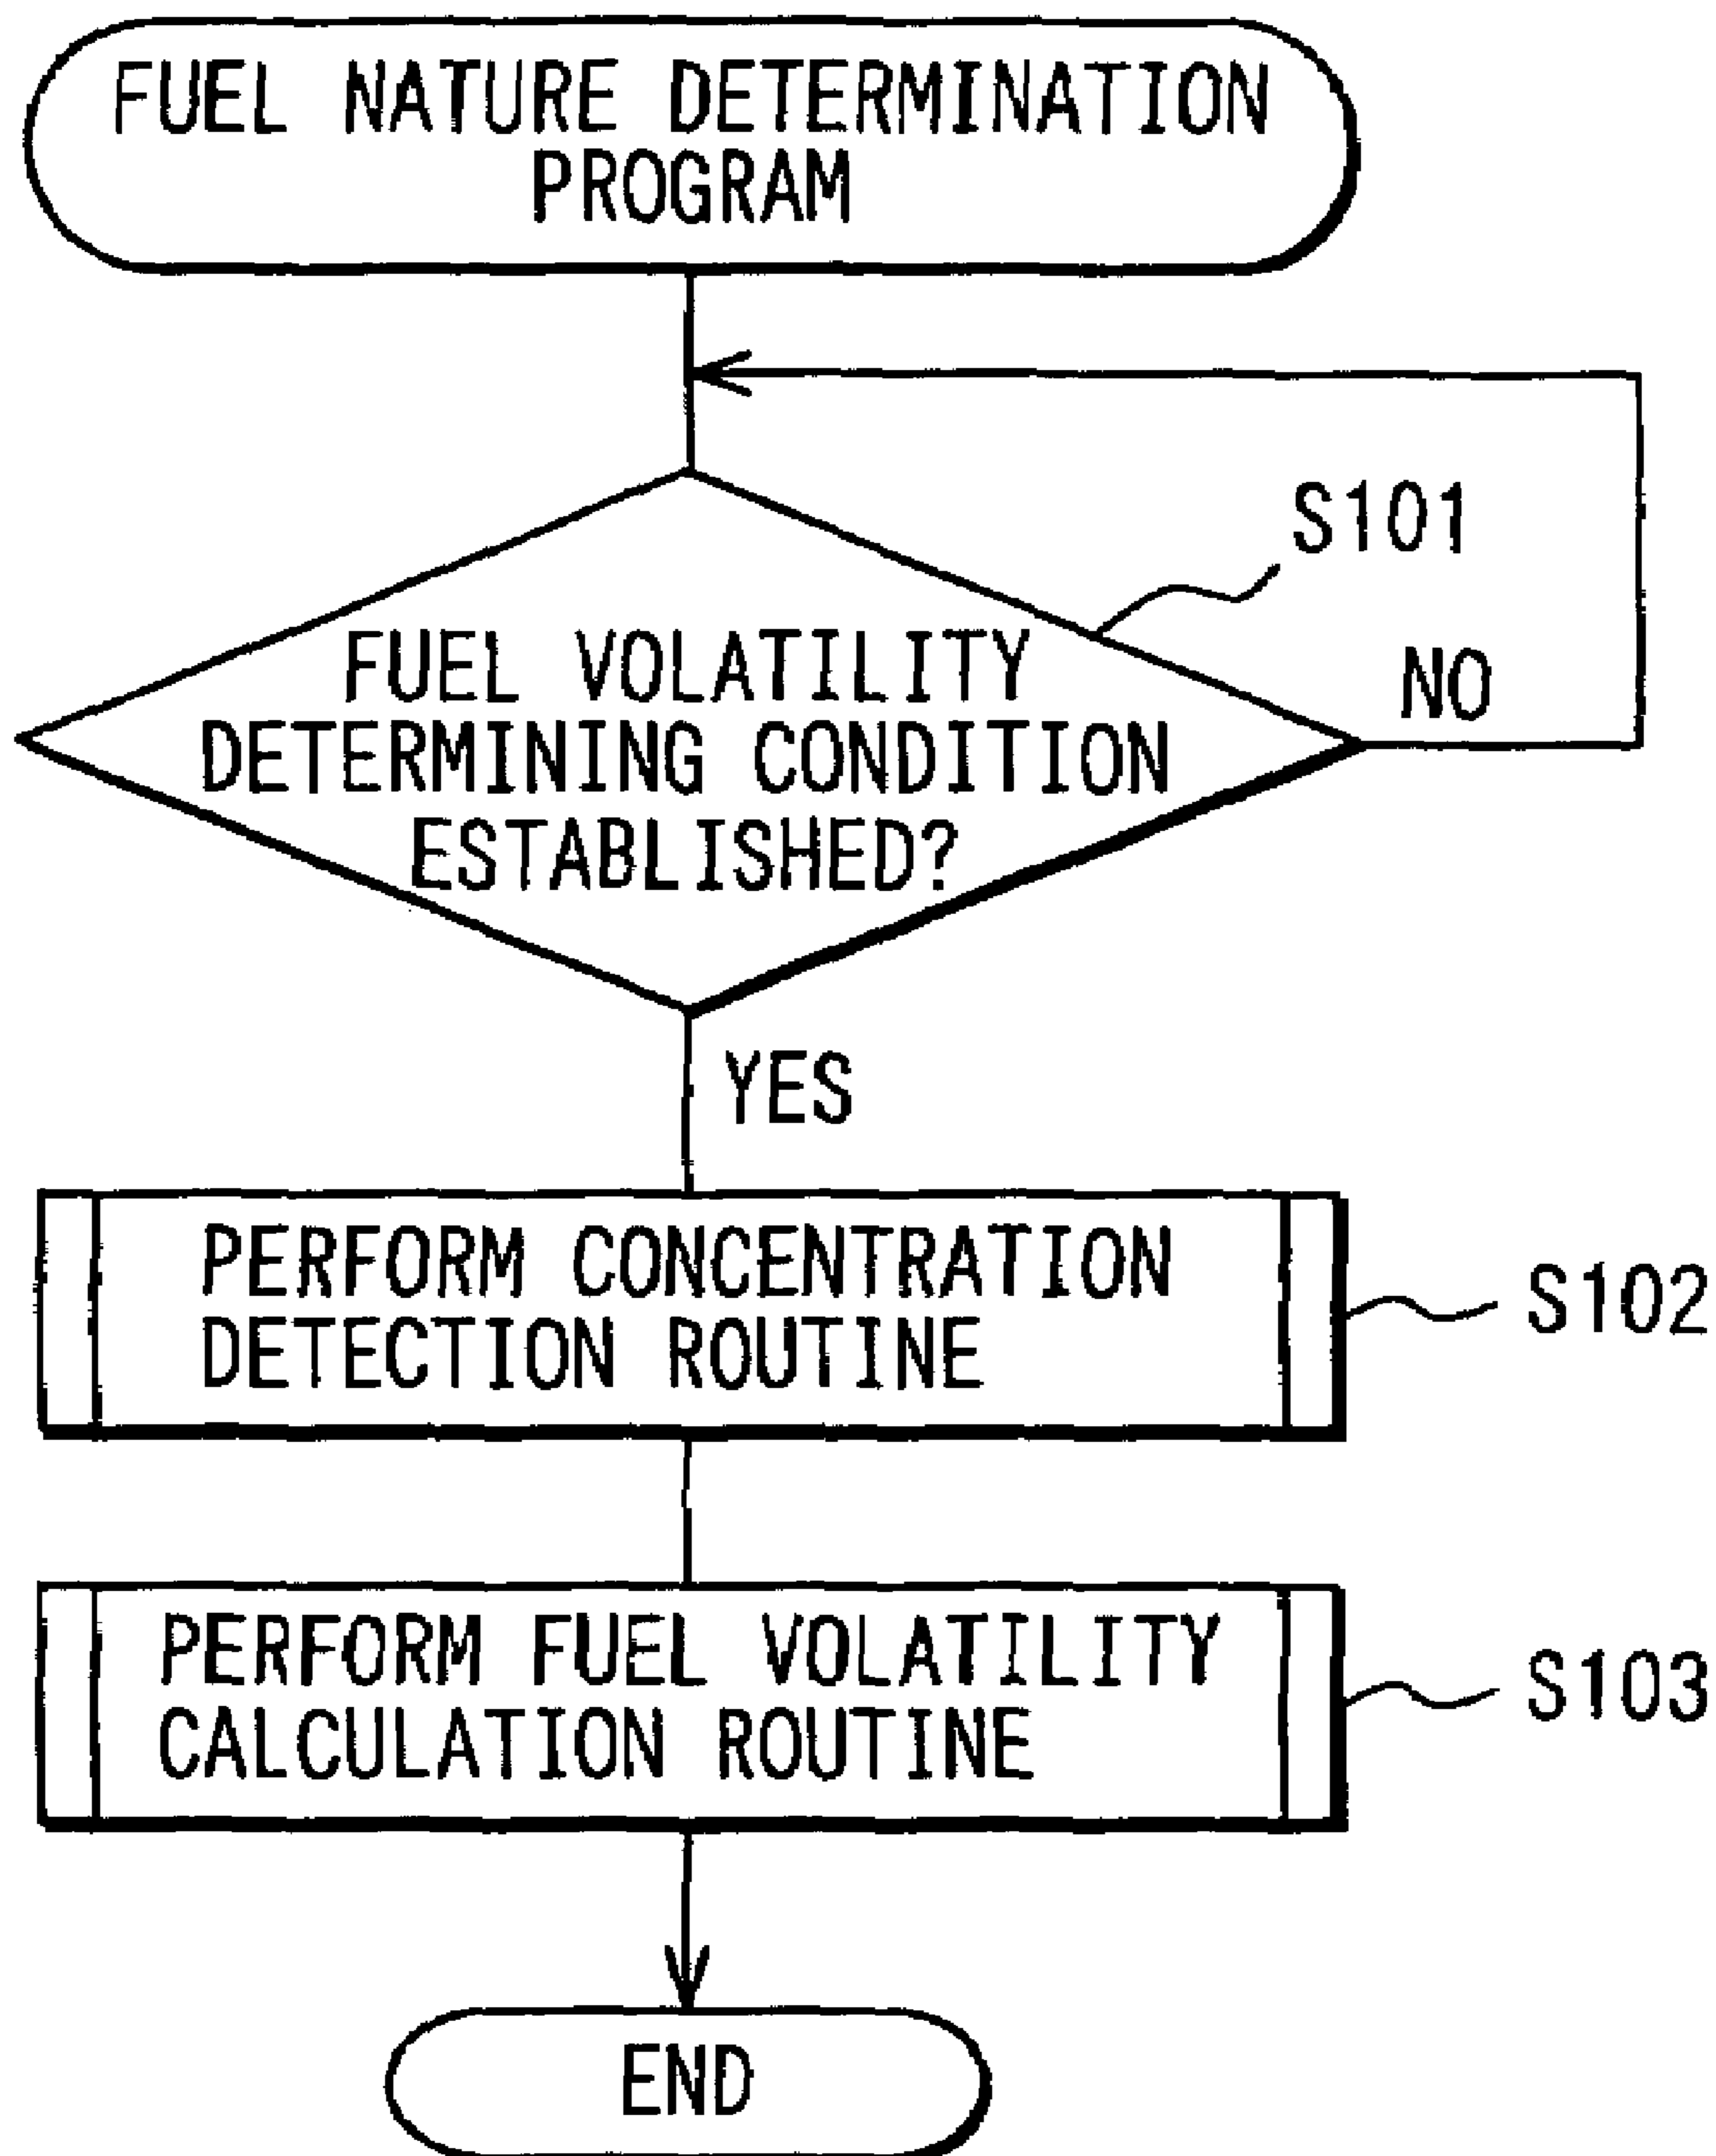 FUEL NATURE DETERMINATION
PROGRAM
S101
FUEL VOLATILITY
DETERMINING CONDITION
ESTABLISHED?
NO
YES
PERFORM CONCENTRATION
DETECTION ROUTINE
S102
PERFORM FUEL VOLATILITY
CALCULATION ROUTINE
S103
END